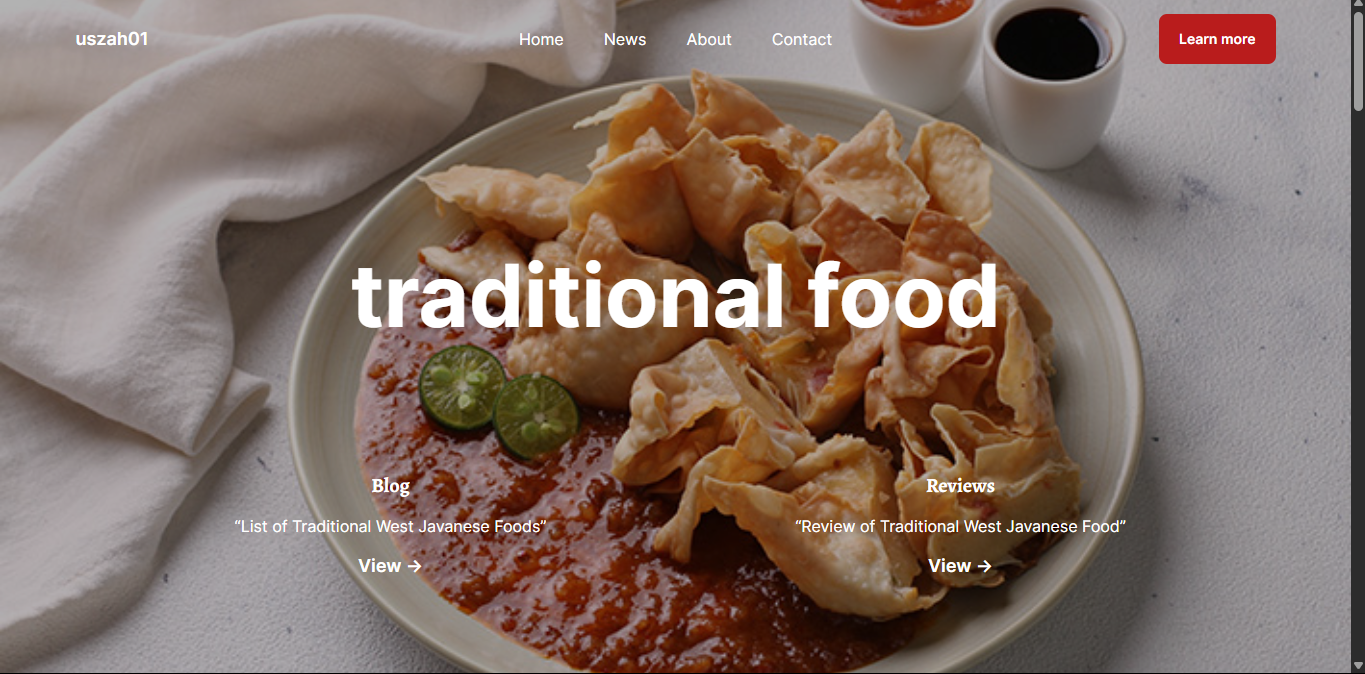 uszah01
Home News About Contact
Learn more
traditional food
Blog
“List of Traditional West Javanese Foods”
View →
Reviews
“Review of Traditional West Javanese Food”
View →